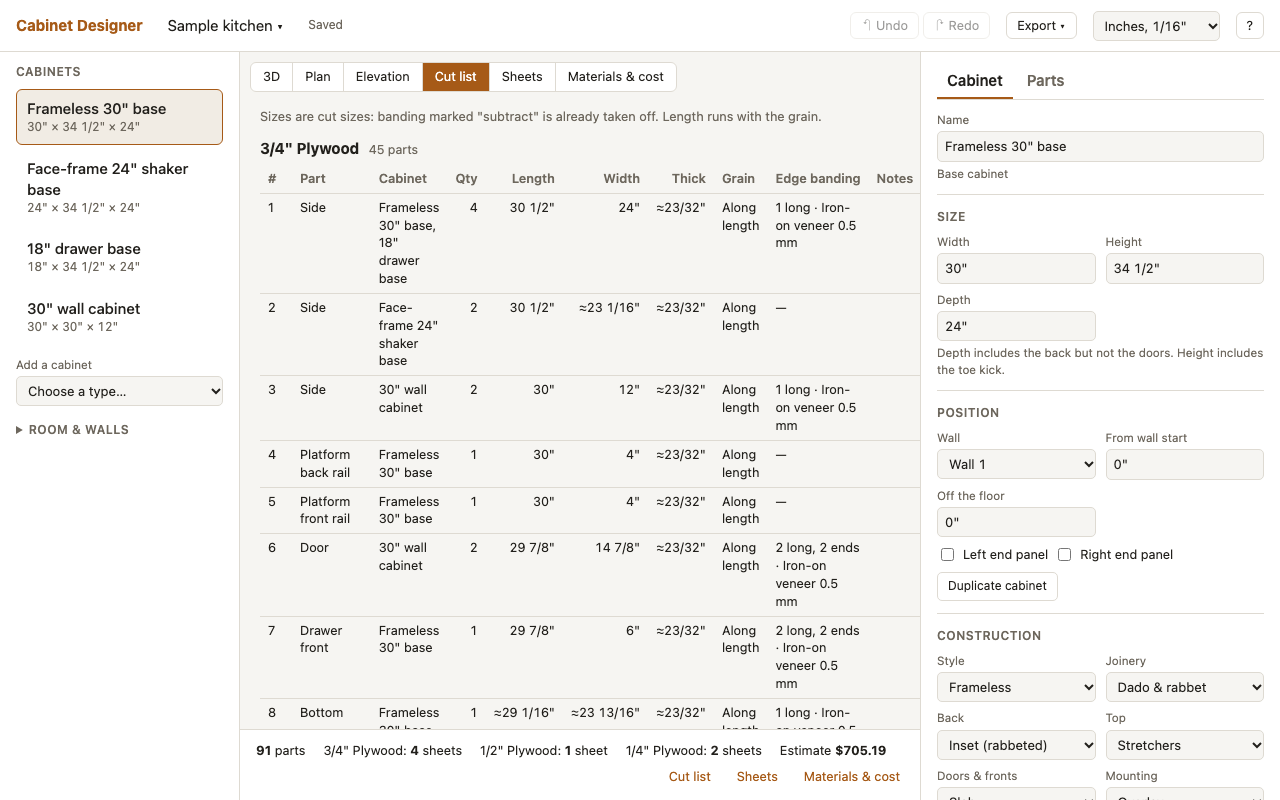 Cabinet Designer
Sample kitchen ▾
Saved
Undo
Redo
Export ▾
Inches, 1/16"
?
CABINETS
Frameless 30" base
30" × 34 1/2" × 24"
Face-frame 24" shaker
base
24" × 34 1/2" × 24"
18" drawer base
18" × 34 1/2" × 24"
30" wall cabinet
30" × 30" × 12"
Add a cabinet
Choose a type...
ROOM & WALLS
3D Plan Elevation Cut list Sheets Materials & cost
Sizes are cut sizes: banding marked "subtract" is already taken off. Length runs with the grain.
3/4" Plywood 45 parts
# Part Cabinet Qty Length Width Thick Grain Edge banding Notes
1 Side Frameless 4 30 1/2" 24" ≈23/32" Along 1 long · Iron-
30" base, length on veneer 0.5
18" mm
drawer
base
2 Side Face- 2 30 1/2" ≈23 1/16" ≈23/32" Along —
frame 24" length
shaker
base
3 Side 30" wall 2 30" 12" ≈23/32" Along 1 long · Iron-
cabinet length on veneer 0.5
mm
4 Platform Frameless 1 30" 4" ≈23/32" Along —
back rail 30" base length
5 Platform Frameless 1 30" 4" ≈23/32" Along —
front rail 30" base length
6 Door 30" wall 2 29 7/8" 14 7/8" ≈23/32" Along 2 long, 2 ends
cabinet length · Iron-on
veneer 0.5
mm
7 Drawer Frameless 1 29 7/8" 6" ≈23/32" Along 2 long, 2 ends
front 30" base length · Iron-on
veneer 0.5
mm
8 Bottom Frameless 1 ≈29 1/16" ≈23 13/16" ≈23/32" Along 1 long · Iron-
91 parts 3/4" Plywood: 4 sheets 1/2" Plywood: 1 sheet 1/4" Plywood: 2 sheets Estimate $705.19
Cut list Sheets Materials & cost
Cabinet Parts
Name
Frameless 30" base
Base cabinet
SIZE
Width Height
30" 34 1/2"
Depth
24"
Depth includes the back but not the doors. Height includes
the toe kick.
POSITION
Wall From wall start
Wall 1 0"
Off the floor
0"
Left end panel Right end panel
Duplicate cabinet
CONSTRUCTION
Style Joinery
Frameless Dado & rabbet
Back Top
Inset (rabbeted) Stretchers
Doors & fronts Mounting